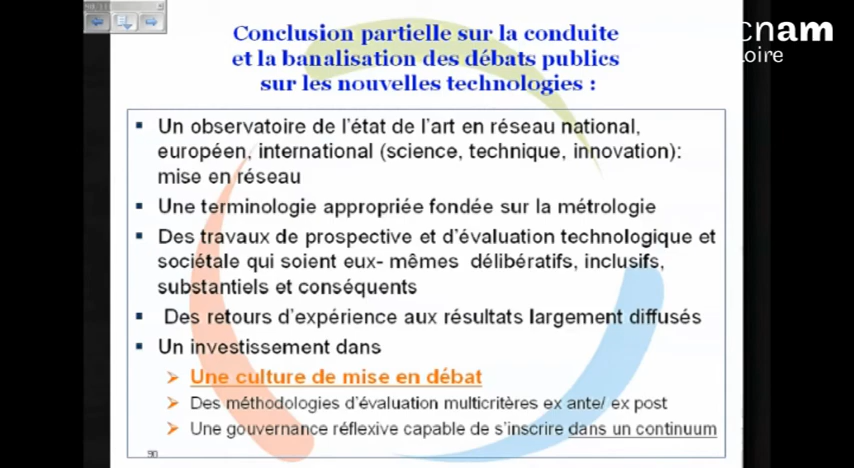 cnam
Loire
Conclusion partielle sur la conduite
et la banalisation des débats publics
sur les nouvelles technologies :
Un observatoire de l'état de l'art en réseau national,
européen, international (science, technique, innovation):
mise en réseau
Une terminologie appropriée fondée sur la métrologie
Des travaux de prospective et d'évaluation technologique et
sociétale qui soient eux- mêmes délibératifs, inclusifs,
substantiels et conséquents
Des retours d'expérience aux résultats largement diffusés
Un investissement dans
Une culture de mise en débat
Des méthodologies d'évaluation multicritères ex ante/ ex post
Une gouvernance réflexive capable de s'inscrire dans un continuum
90